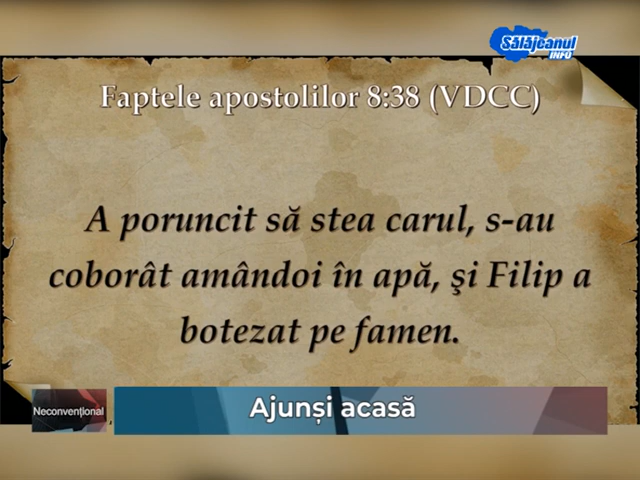 Sălăjeanul
INFO
Faptele apostolilor 8:38 (VDCC)
A poruncit să stea carul, s-au
coborât amândoi în apă, şi Filip a
botezat pe famen.
Neconvențional
Ajunși acasă